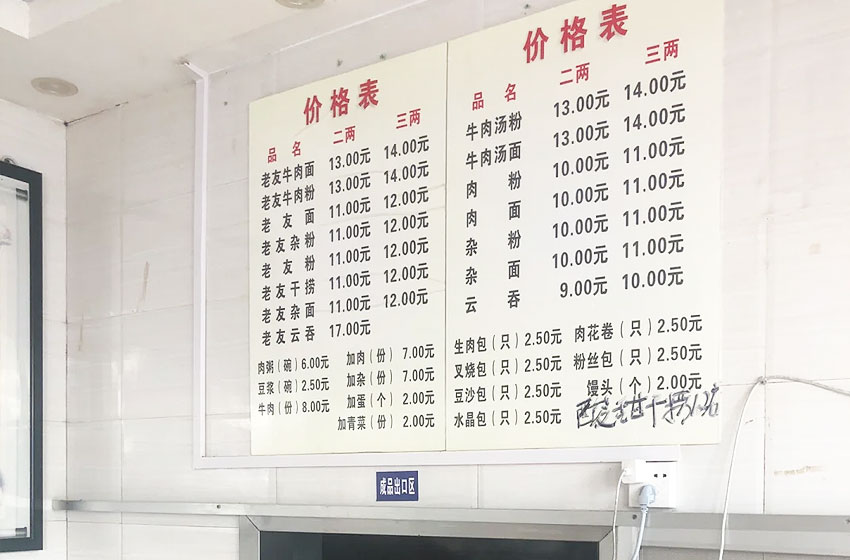 价格表
品 名 二两 三两
老友牛肉面 13.00元 14.00元
老友牛肉粉 13.00元 14.00元
老 友 面 11.00元 12.00元
老友杂粉 11.00元 12.00元
老 友 粉 11.00元 12.00元
老友干捞 11.00元 12.00元
老友杂面 11.00元 12.00元
老友云吞 17.00元
肉粥(碗)6.00元 加肉(份)7.00元
豆浆(碗)2.50元 加杂(份)7.00元
牛肉(份)8.00元 加蛋(个)2.00元
加青菜(份)2.00元
价格表
品 名 二两 三两
牛肉汤粉 13.00元 14.00元
牛肉汤面 13.00元 14.00元
肉 粉 10.00元 11.00元
肉 面 10.00元 11.00元
杂 粉 10.00元 11.00元
杂 面 10.00元 11.00元
云 吞 9.00元 10.00元
生肉包(只)2.50元 肉花卷(只)2.50元
叉烧包(只)2.50元 粉丝包(只)2.50元
豆沙包(只)2.50元 馒头(个)2.00元
水晶包(只)2.50元
成品出口区